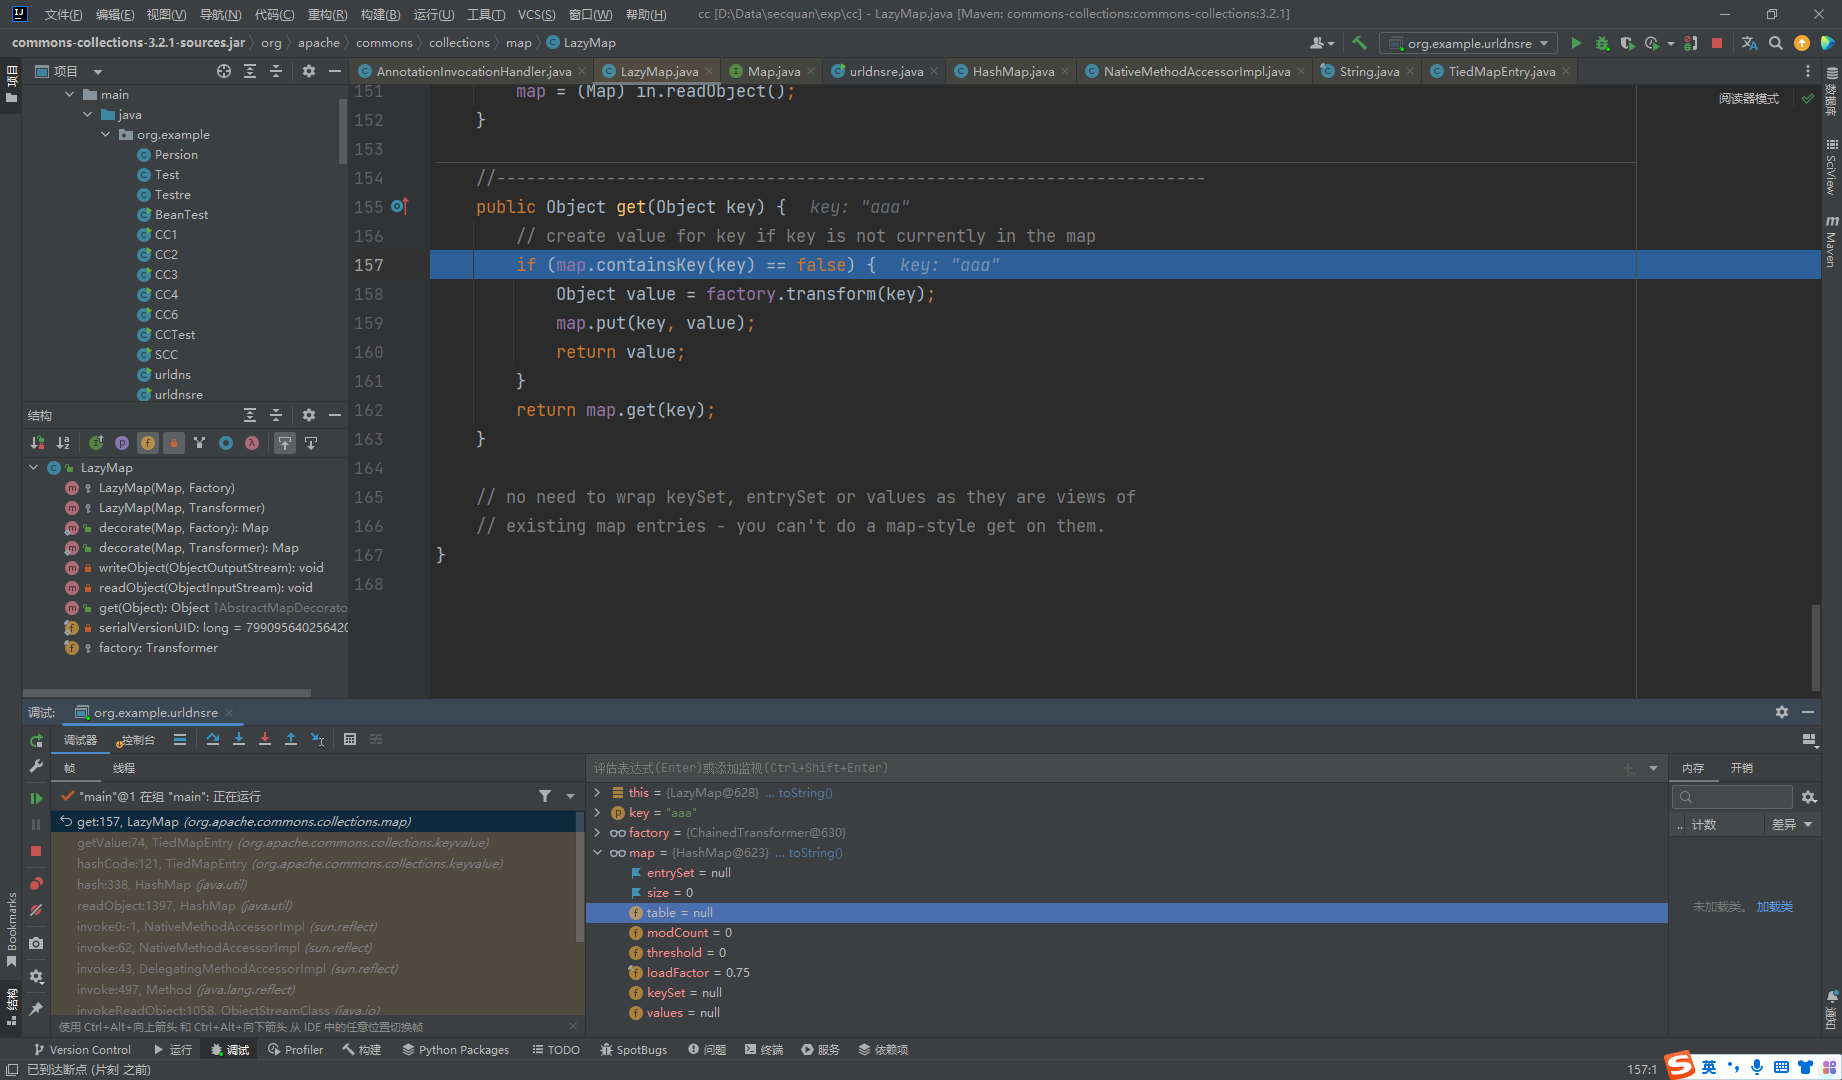 文件(F) 编辑(E) 视图(V) 导航(N) 代码(C) 重构(R) 构建(B) 运行(U) 工具(T) VCS(S) 窗口(W) 帮助(H) cc [D:\Data\secquan\exp\cc] - LazyMap.java [Maven: commons-collections:commons-collections:3.2.1]
commons-collections-3.2.1-sources.jar org apache commons collections map LazyMap
org.example.urldnsre
项目
AnnotationInvocationHandler.java LazyMap.java Map.java urldnsre.java HashMap.java NativeMethodAccessorImpl.java String.java TiedMapEntry.java
项目
main
java
org.example
Persion
Test
Testre
BeanTest
CC1
CC2
CC3
CC4
CC6
CCTest
SCC
urldns
urldnsre
阅读器模式
151 map = (Map) in.readObject();
152 }
153
154 //-----------------------------------------------------------------------
155 public Object get(Object key) { key: "aaa"
156 // create value for key if key is not currently in the map
157 if (map.containsKey(key) == false) { key: "aaa"
158 Object value = factory.transform(key);
159 map.put(key, value);
160 return value;
161 }
162 return map.get(key);
163 }
164
165 // no need to wrap keySet, entrySet or values as they are views of
166 // existing map entries - you can't do a map-style get on them.
167 }
168
数据库
SciView
Maven
结构
LazyMap
LazyMap(Map, Factory)
LazyMap(Map, Transformer)
decorate(Map, Factory): Map
decorate(Map, Transformer): Map
writeObject(ObjectOutputStream): void
readObject(ObjectInputStream): void
get(Object): Object ↑AbstractMapDecorato
serialVersionUID: long = 799095640256420
factory: Transformer
调试: org.example.urldnsre
调试器 控制台
帧 线程
"main"@1 在组 "main": 正在运行
get:157, LazyMap (org.apache.commons.collections.map)
getValue:74, TiedMapEntry (org.apache.commons.collections.keyvalue)
hashCode:121, TiedMapEntry (org.apache.commons.collections.keyvalue)
hash:338, HashMap (java.util)
readObject:1397, HashMap (java.util)
invoke0:-1, NativeMethodAccessorImpl (sun.reflect)
invoke:62, NativeMethodAccessorImpl (sun.reflect)
invoke:43, DelegatingMethodAccessorImpl (sun.reflect)
invoke:497, Method (java.lang.reflect)
invokeReadObject:1058, ObjectStreamClass (java.io)
使用 Ctrl+Alt+向上箭头 和 Ctrl+Alt+向下箭头 从 IDE 中的任意位置切换帧
评估表达式(Enter)或添加监视(Ctrl+Shift+Enter)
this = {LazyMap@628} ... toString()
key = "aaa"
factory = {ChainedTransformer@630}
map = {HashMap@623} ... toString()
entrySet = null
size = 0
table = null
modCount = 0
threshold = 0
loadFactor = 0.75
keySet = null
values = null
内存 开销
.. 计数 差异
未加载类。 加载类
Bookmarks
结构
通知
Version Control 运行 调试 Profiler 构建 Python Packages TODO SpotBugs 问题 终端 服务 依赖项
已到达断点 (片刻 之前) 157:1
英